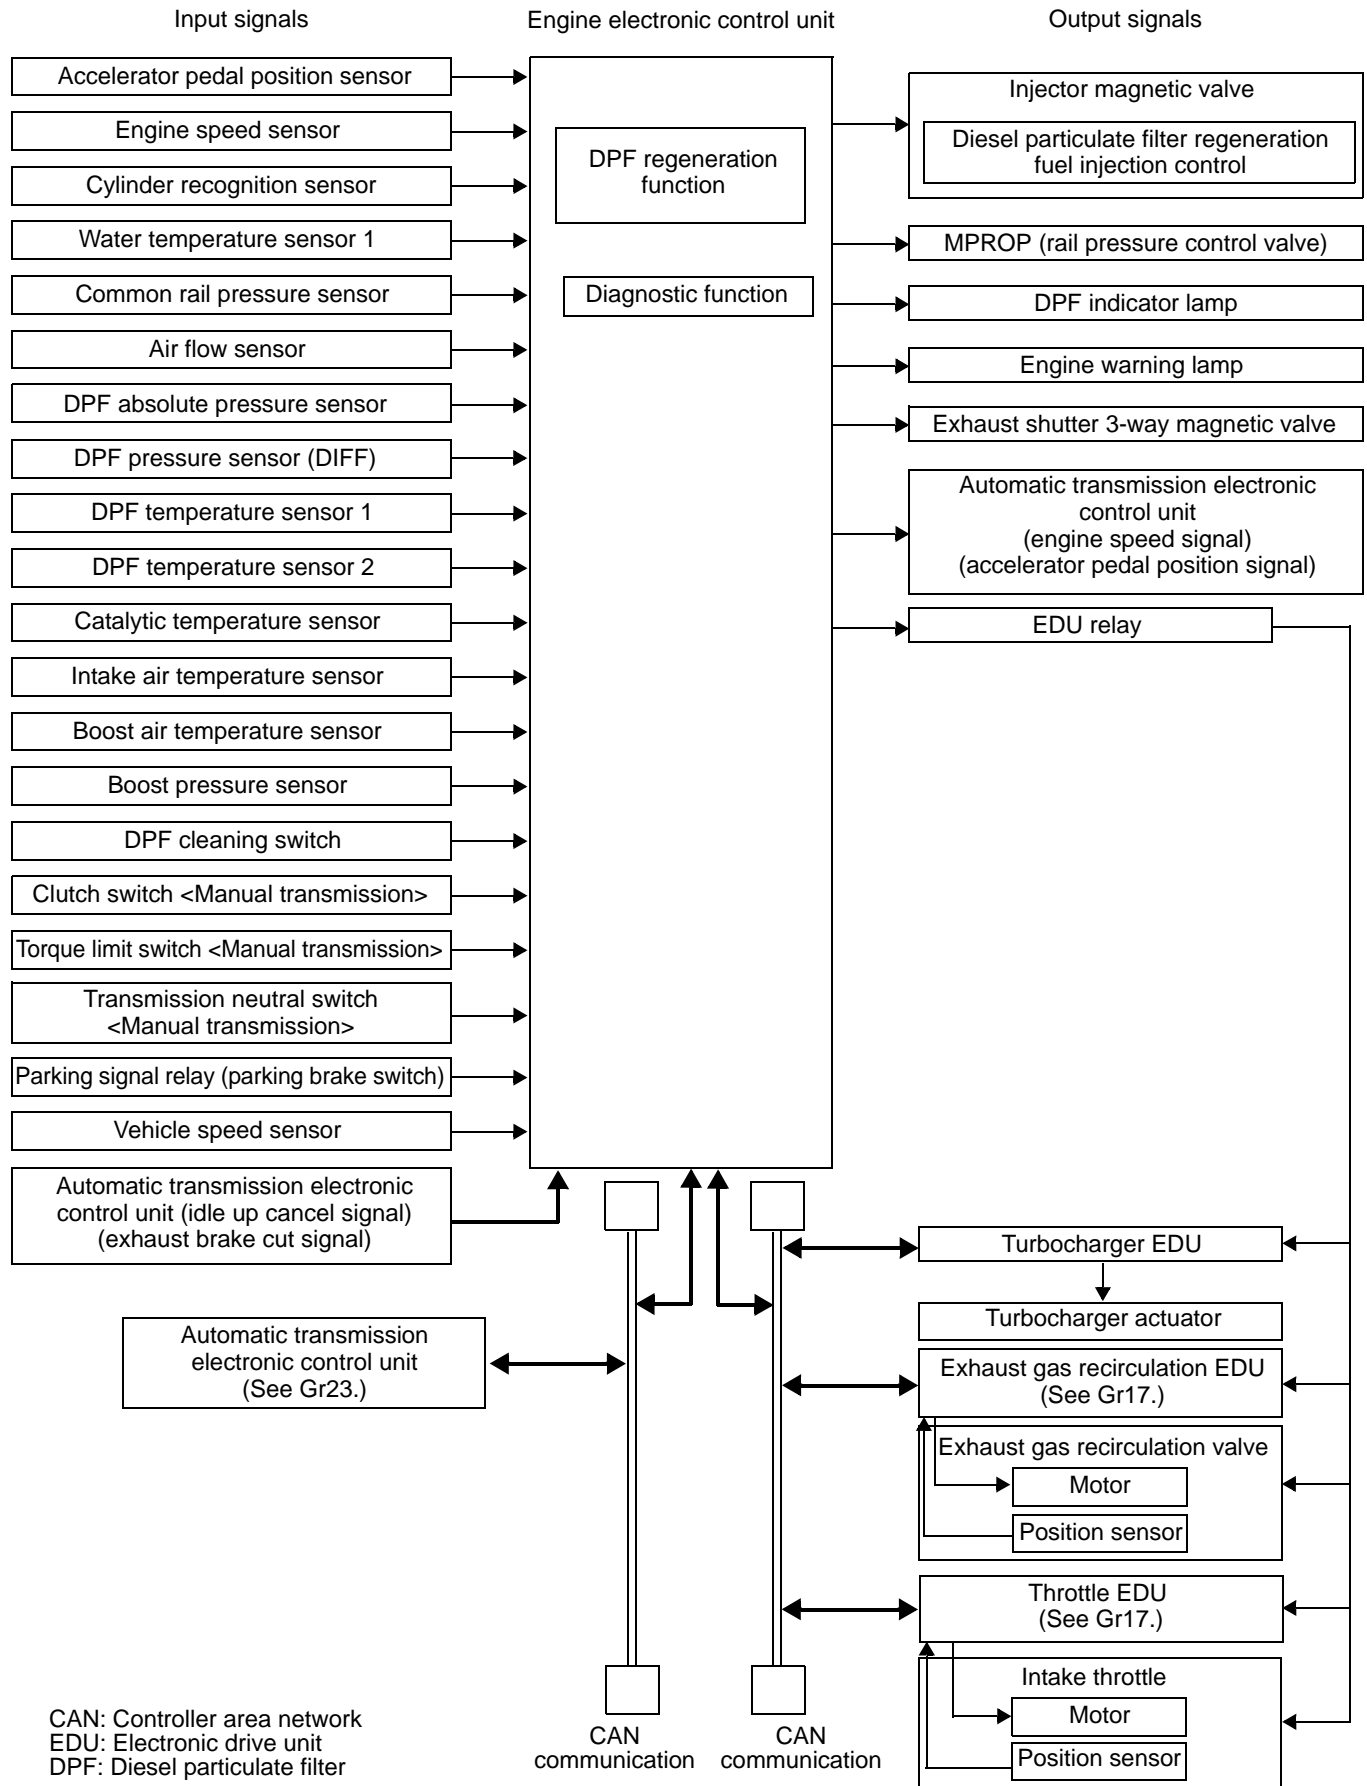 Input signals
Engine electronic control unit
Output signals
Accelerator pedal position sensor
Engine speed sensor
Cylinder recognition sensor
Water temperature sensor 1
Common rail pressure sensor
Air flow sensor
DPF absolute pressure sensor
DPF pressure sensor (DIFF)
DPF temperature sensor 1
DPF temperature sensor 2
Catalytic temperature sensor
Intake air temperature sensor
Boost air temperature sensor
Boost pressure sensor
DPF cleaning switch
Clutch switch <Manual transmission>
Torque limit switch <Manual transmission>
Transmission neutral switch
<Manual transmission>
Parking signal relay (parking brake switch)
Vehicle speed sensor
Automatic transmission electronic
control unit (idle up cancel signal)
(exhaust brake cut signal)
Automatic transmission
electronic control unit
(See Gr23.)
DPF regeneration
function
Diagnostic function
Injector magnetic valve
Diesel particulate filter regeneration
fuel injection control
MPROP (rail pressure control valve)
DPF indicator lamp
Engine warning lamp
Exhaust shutter 3-way magnetic valve
Automatic transmission electronic
control unit
(engine speed signal)
(accelerator pedal position signal)
EDU relay
Turbocharger EDU
Turbocharger actuator
Exhaust gas recirculation EDU
(See Gr17.)
Exhaust gas recirculation valve
Motor
Position sensor
Throttle EDU
(See Gr17.)
Intake throttle
Motor
Position sensor
CAN
communication
CAN
communication
CAN: Controller area network
EDU: Electronic drive unit
DPF: Diesel particulate filter